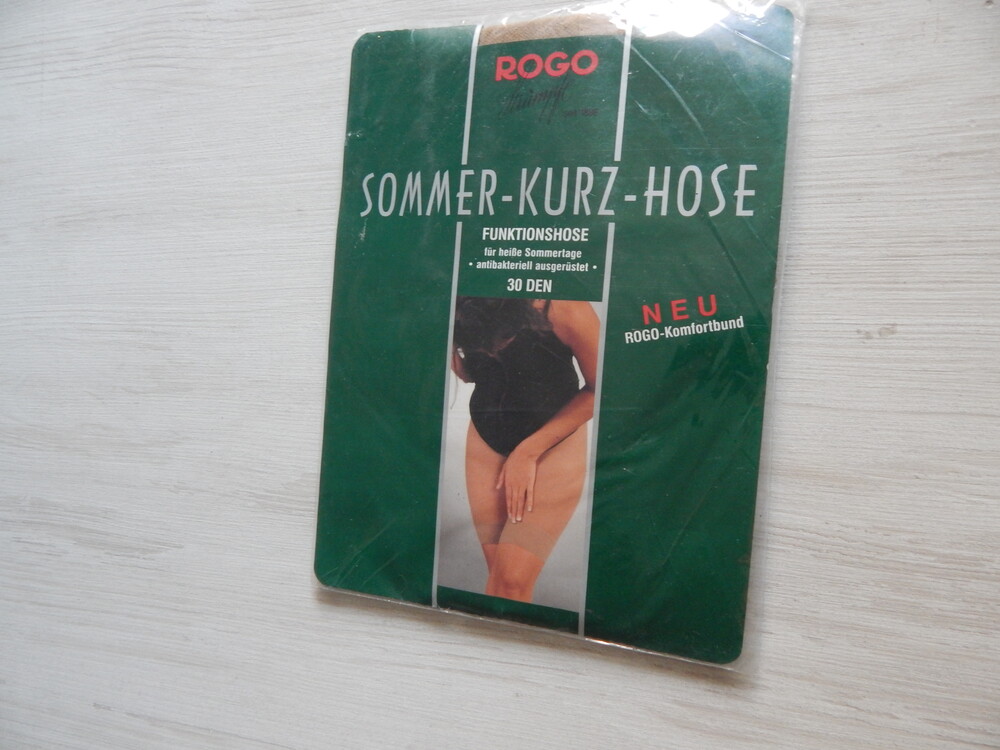 ROGO
SOMMER-KURZ-HOSE
FUNKTIONSHOSE
für heiße Sommertage
• antibakteriell ausgerüstet •
30 DEN
NEU
ROGO-Komfortbund